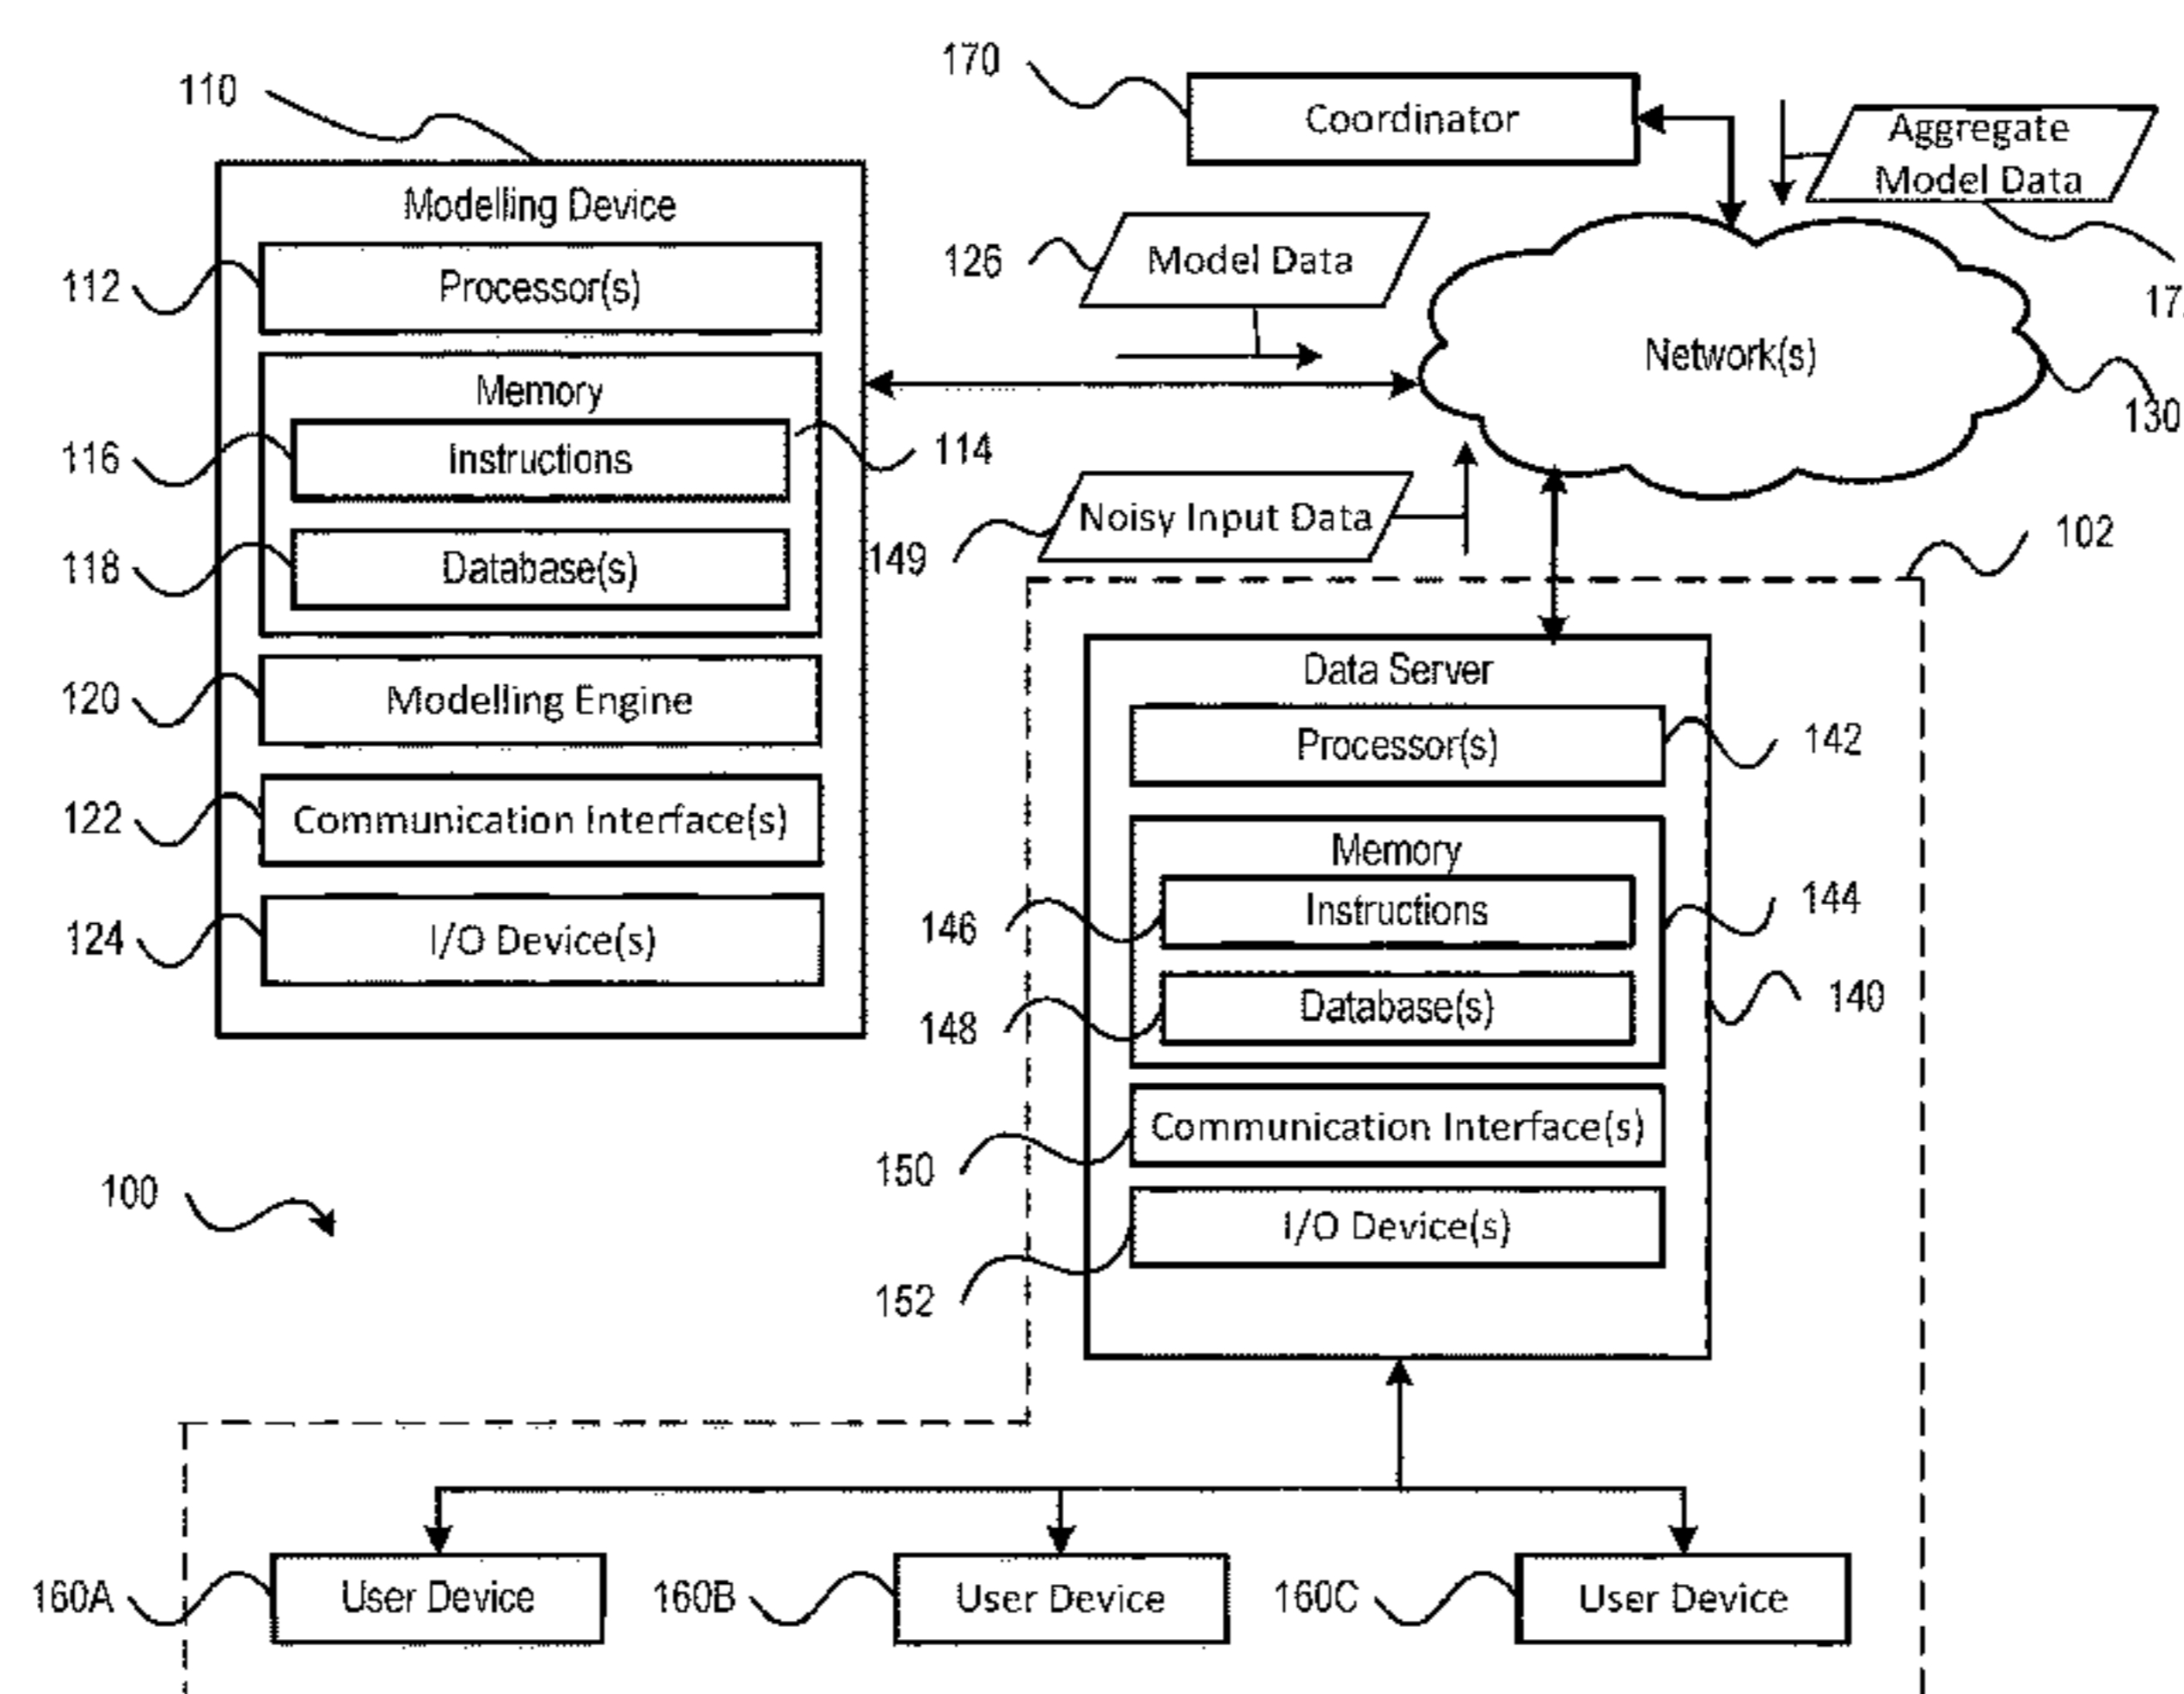 170
Coordinator
Aggregate
Model Data
110
Modelling Device
126
Model Data
112
Processor(s)
Network(s)
130
Memory
116
Instructions
114
118
Database(s)
149
Noisy Input Data
102
120
Modelling Engine
Data Server
Processor(s)
142
122
Communication Interface(s)
Memory
146
Instructions
144
124
I/O Device(s)
148
Database(s)
140
150
Communication Interface(s)
100
I/O Device(s)
152
160A
User Device
160B
User Device
160C
User Device